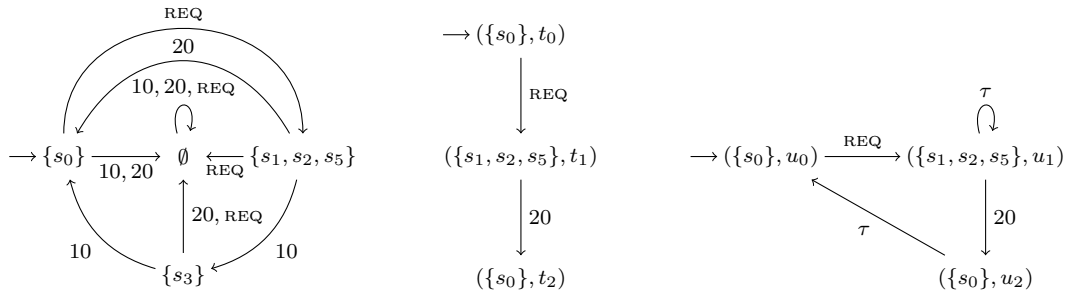 REQ
20
10, 20, REQ
{s0} 10, 20 ∅ REQ {s1, s2, s5}
20, REQ
10 10
{s3}
({s0}, t0)
REQ
({s1, s2, s5}, t1)
20
({s0}, t2)
τ
({s0}, u0) REQ ({s1, s2, s5}, u1)
20
τ
({s0}, u2)